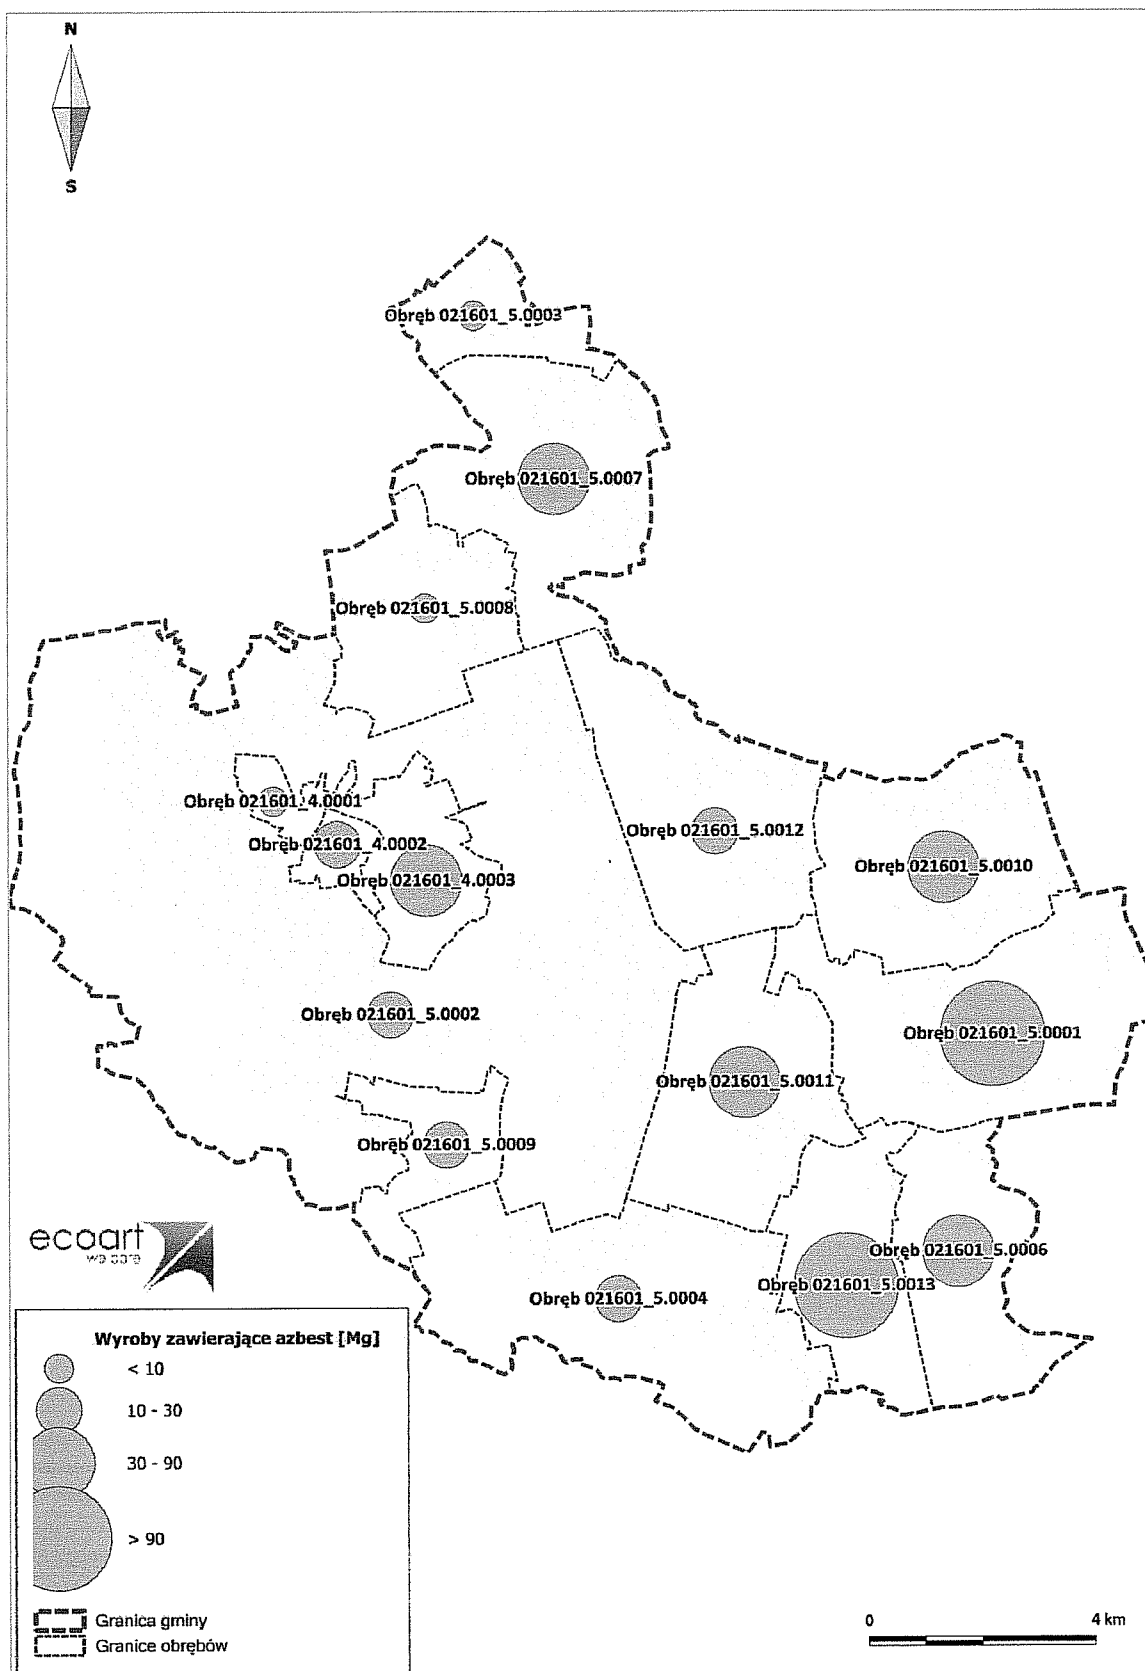 N
S
Obręb 021601_5.0003
Obręb 021601_5.0007
Obręb 021601_5.0008
Obręb 021601_4.0001
Obręb 021601_4.0002
Obręb 021601_4.0003
Obręb 021601_5.0012
Obręb 021601_5.0010
Obręb 021601_5.0002
Obręb 021601_5.0001
Obręb 021601_5.0011
Obręb 021601_5.0009
Obręb 021601_5.0006
Obręb 021601_5.0013
Obręb 021601_5.0004
ecoart
we care
Wyroby zawierające azbest [Mg]
< 10
10 - 30
30 - 90
> 90
Granica gminy
Granice obrębów
0 4 km